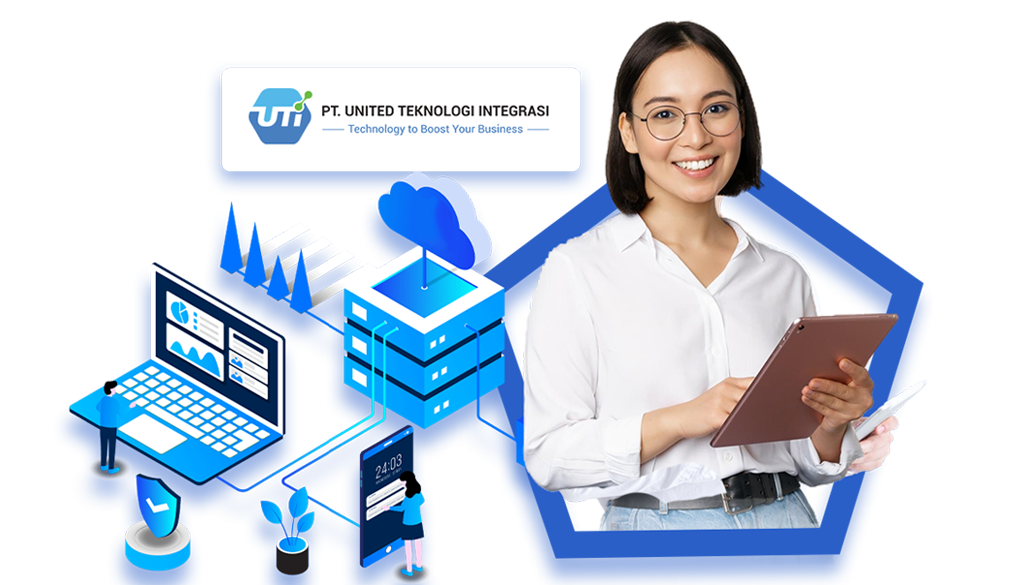 UTI
PT. UNITED TEKNOLOGI INTEGRASI
Technology to Boost Your Business
24:03